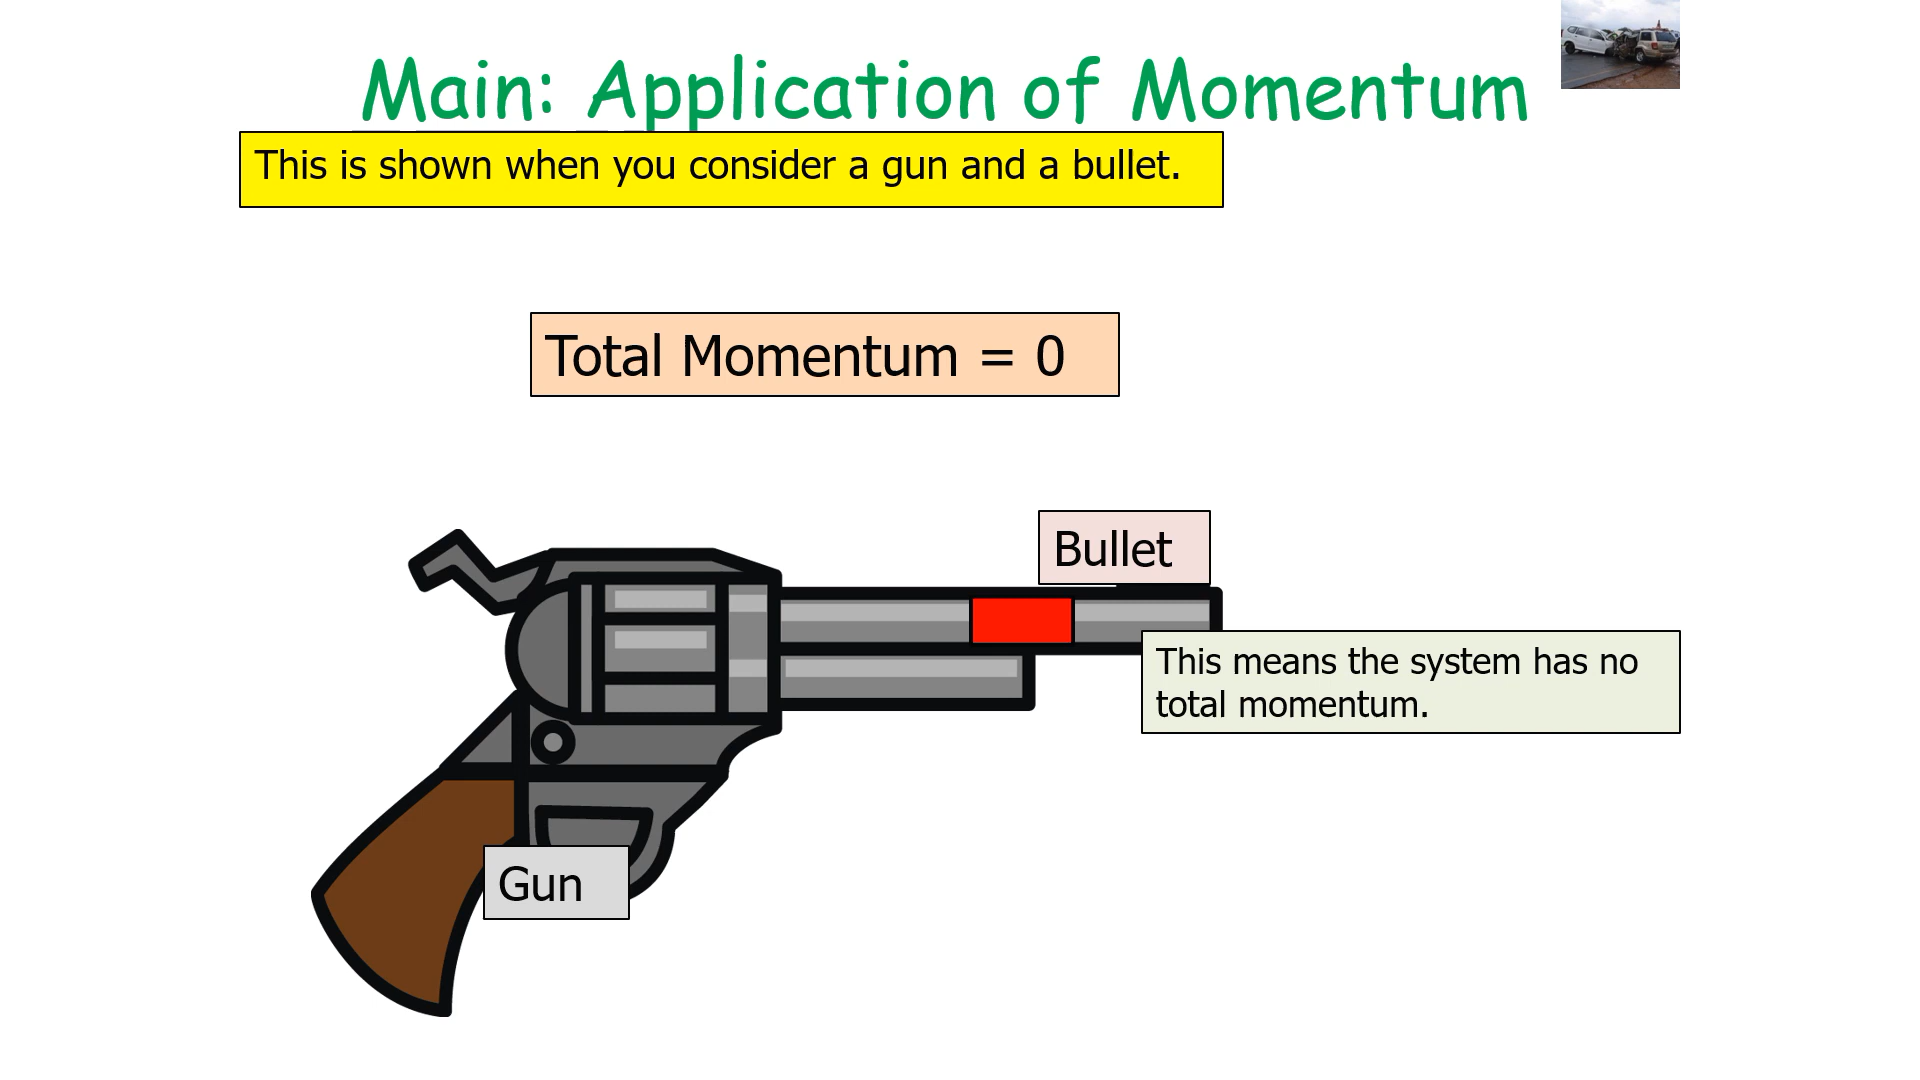 Main: Application of Momentum
This is shown when you consider a gun and a bullet.
Total Momentum = 0
Bullet
This means the system has no
total momentum.
Gun